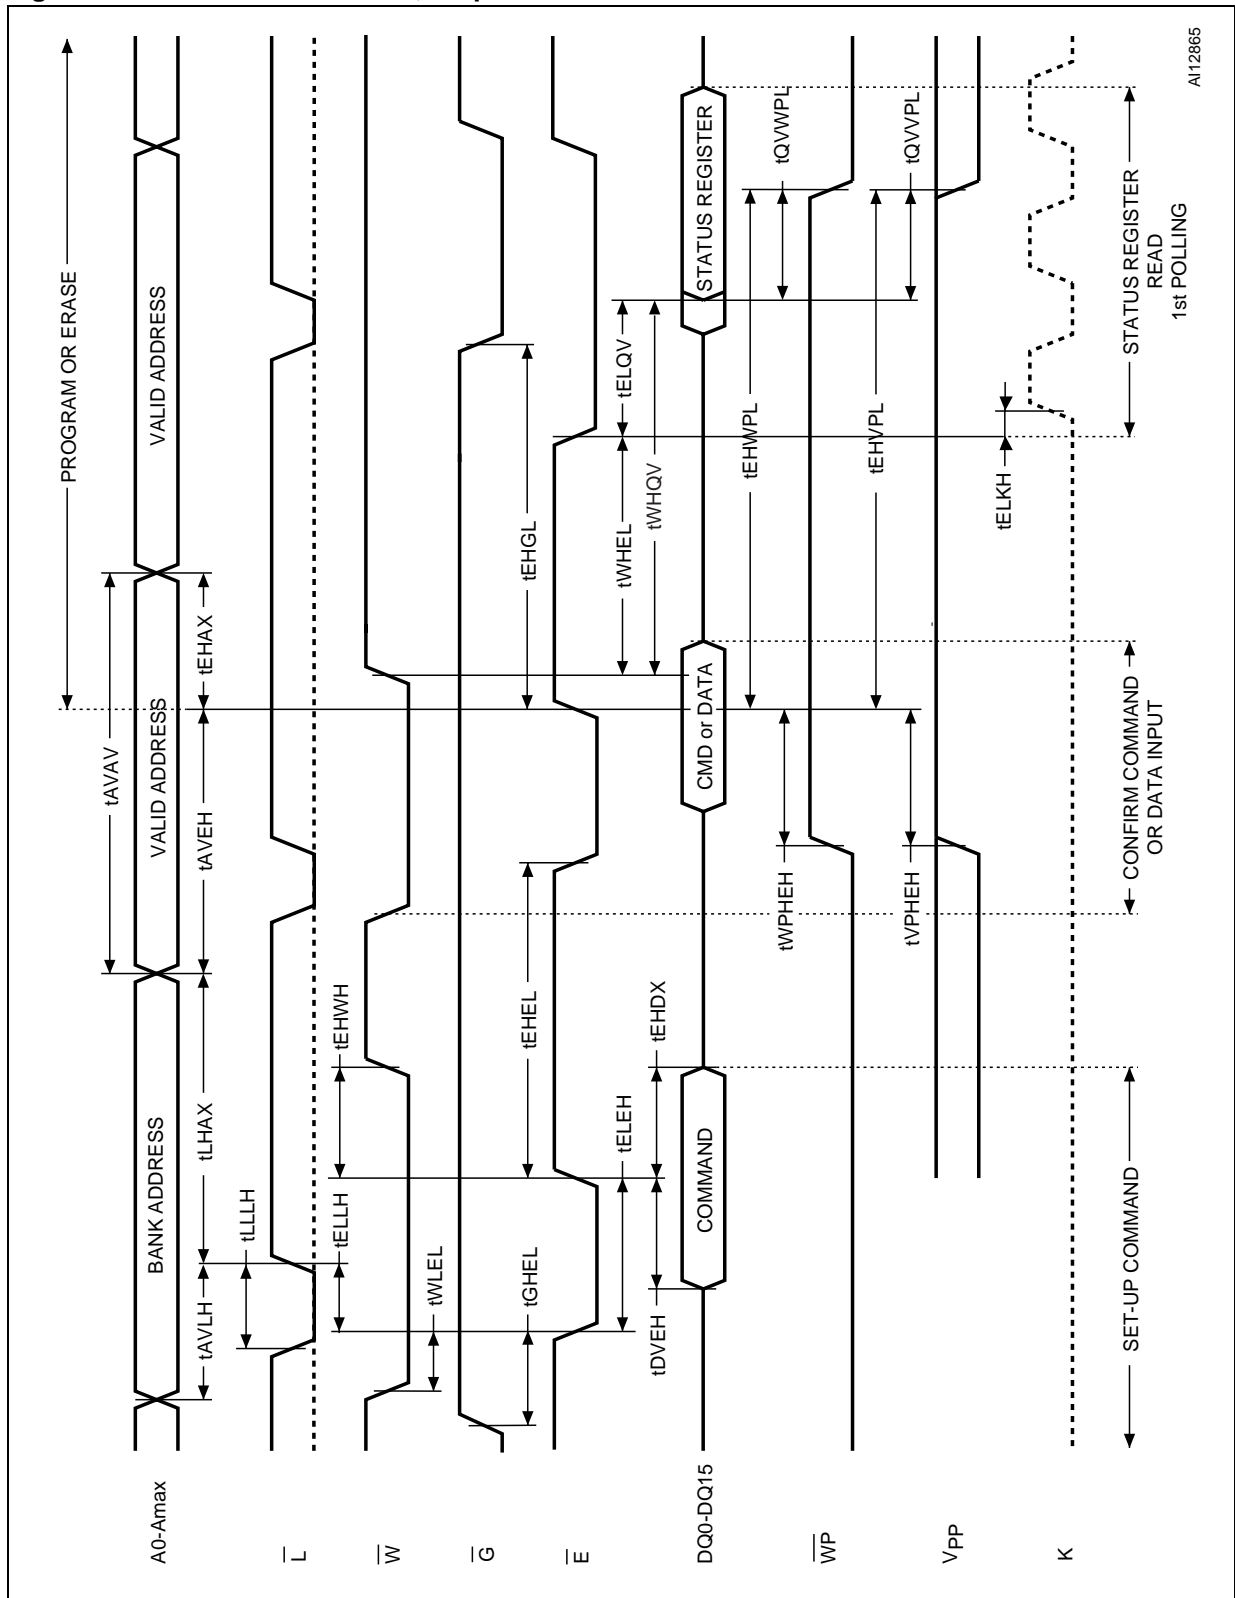 PROGRAM OR ERASE
tAVAV
A0-Amax
BANK ADDRESS
VALID ADDRESS
VALID ADDRESS
tAVLH
tLHAX
tAVEH
tEHAX
tLLLH
L
tELLH
tEHWH
W
tWLEL
G
tGHEL
tEHEL
tEHGL
E
tELEH
tWHEL
tELQV
tDVEH
tEHDX
tWHQV
DQ0-DQ15
COMMAND
CMD or DATA
STATUS REGISTER
tEHWPL
tWPHEH
tQVWPL
WP
tEHVPL
tVPHEH
tQVVPL
VPP
tELKH
K
SET-UP COMMAND
CONFIRM COMMAND
OR DATA INPUT
STATUS REGISTER
READ
1st POLLING
AI12865